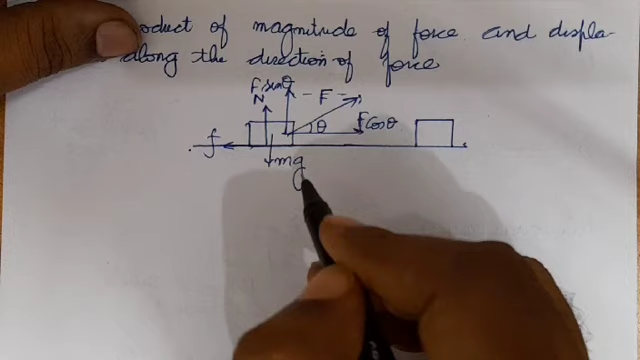 oduct of magnitude of force and displa-
along the direction of force
F sinθ
N
F
θ
F cosθ
f
mg